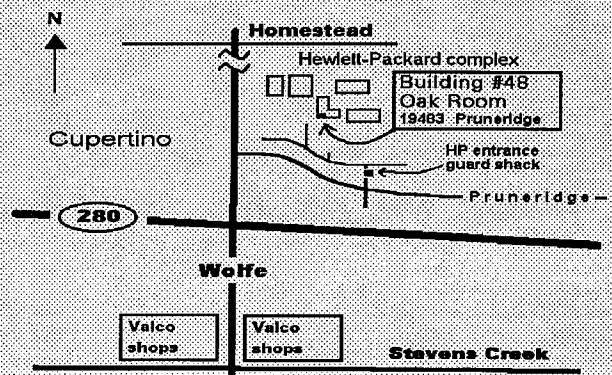 N
Homestead
Hewlett-Packard complex
Building #48
Oak Room
19483 Pruneridge
Cupertino
HP entrance
guard shack
Pruneridge
280
Wolfe
Valco
shops
Valco
shops
Stevens Creek